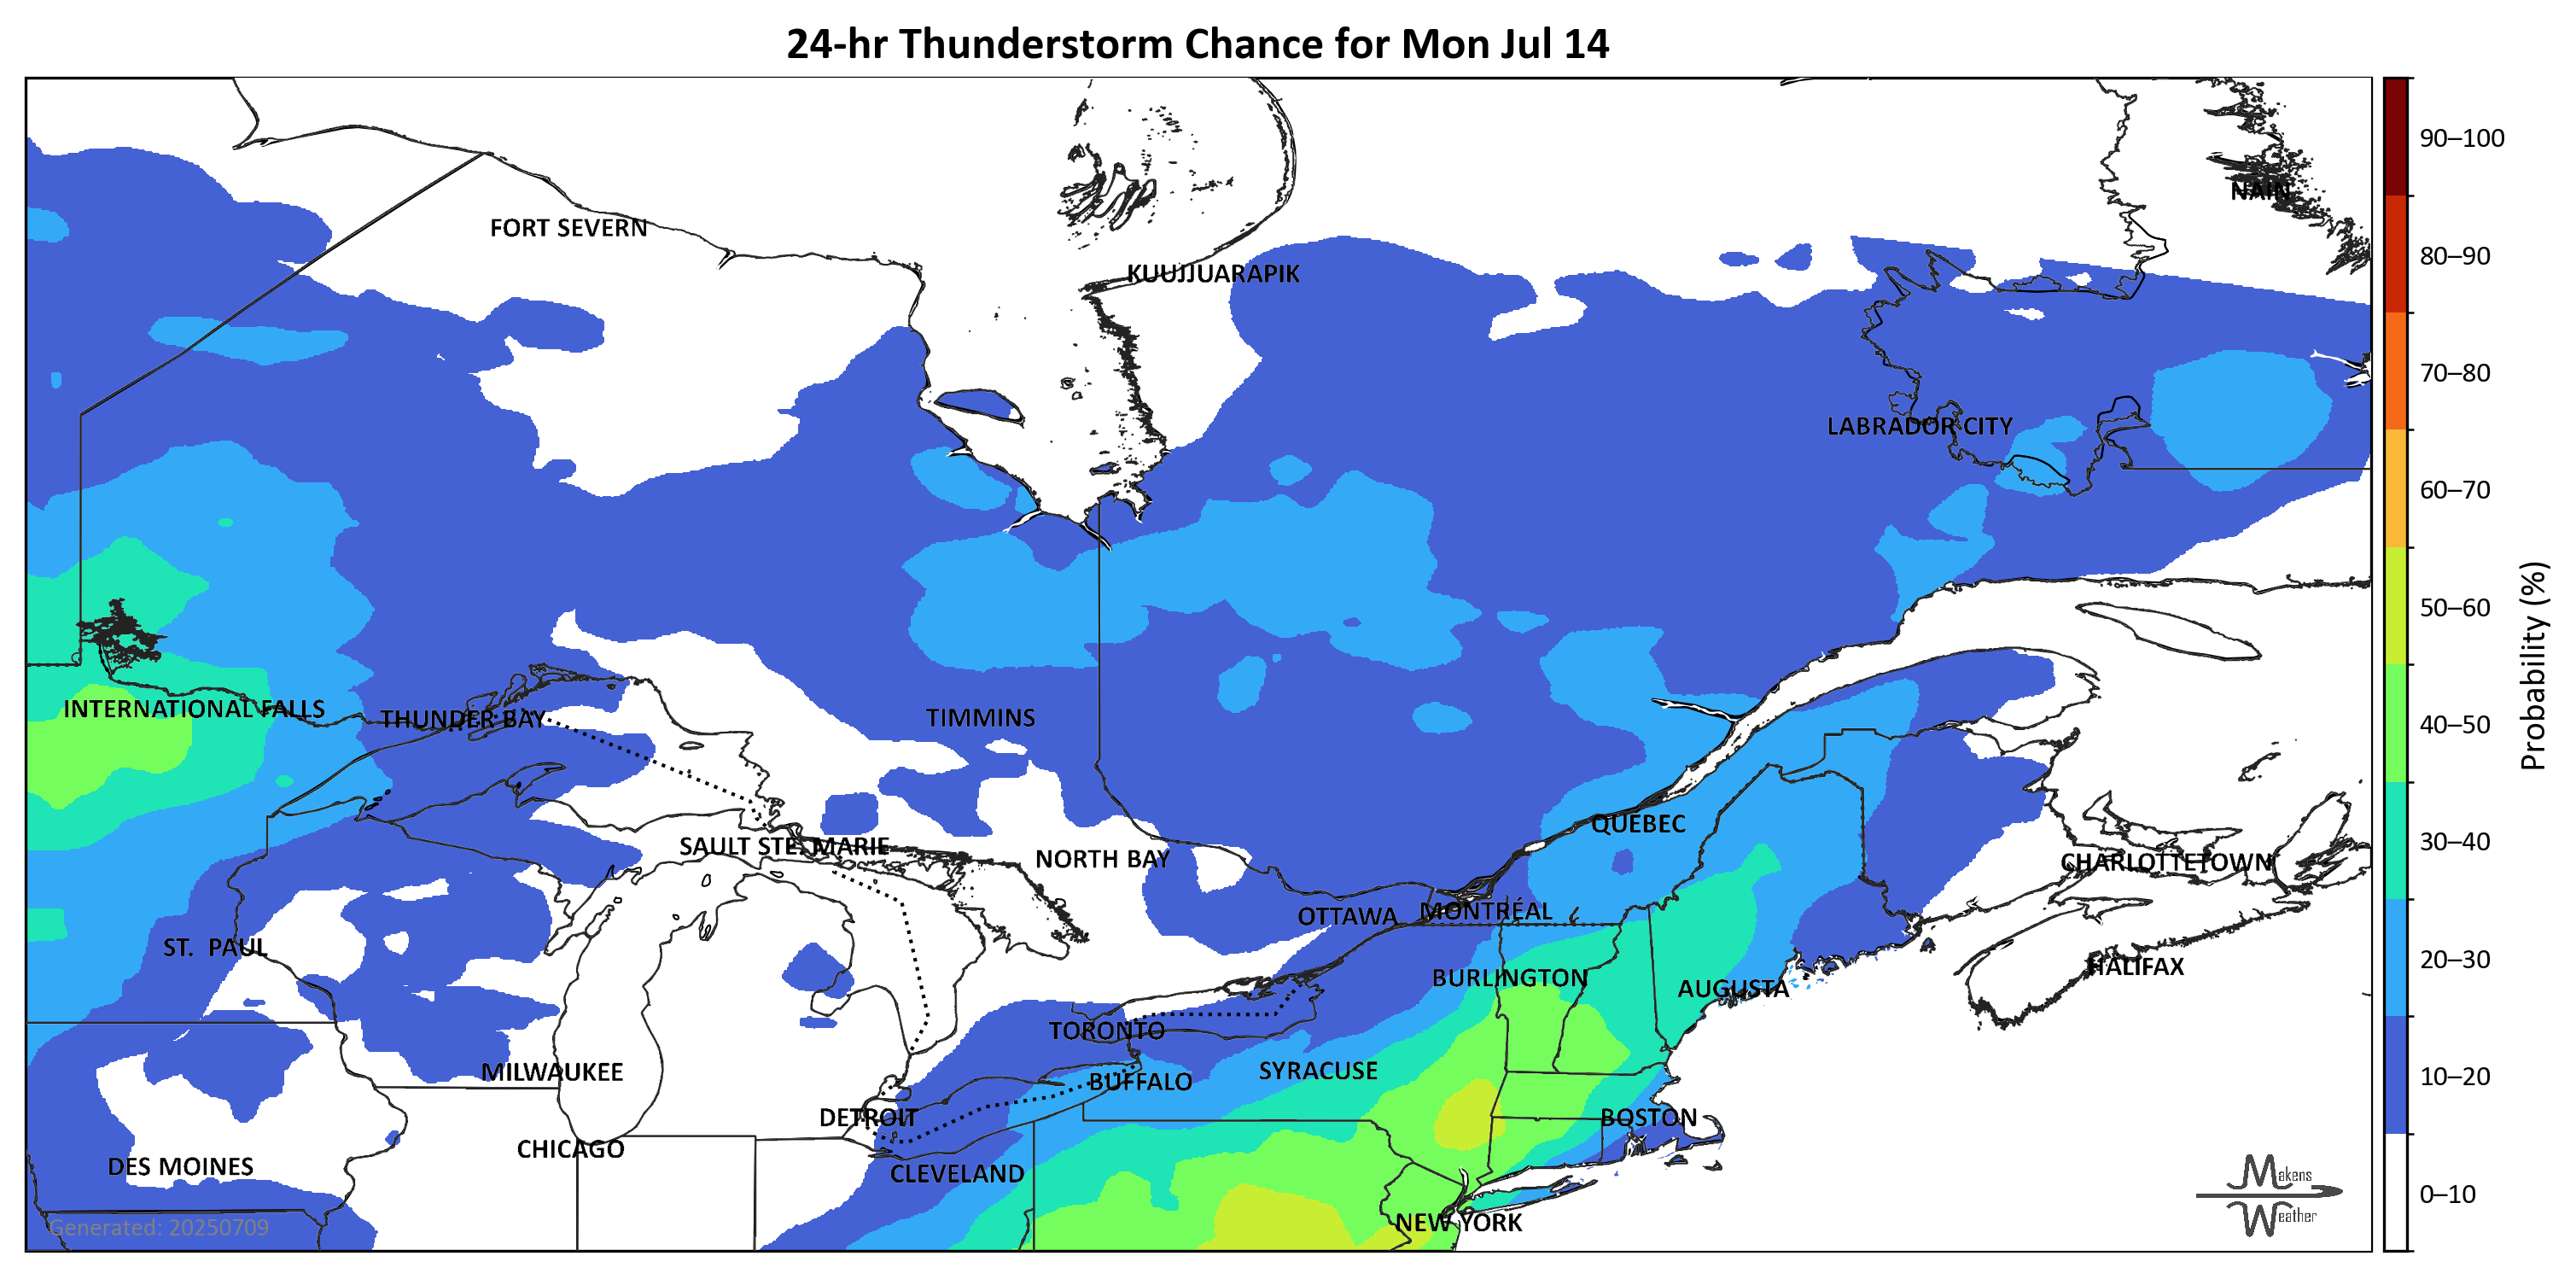 24-hr Thunderstorm Chance for Mon Jul 14
90–100
NAIN
FORT SEVERN
80–90
KUUJJUARAPIK
70–80
LABRADOR CITY
60–70
50–60
Probability (%)
INTERNATIONAL FALLS
THUNDER BAY
TIMMINS
40–50
QUEBEC
SAULT STE. MARIE
NORTH BAY
CHARLOTTETOWN
30–40
OTTAWA
MONTRÉAL
ST. PAUL
BURLINGTON
AUGUSTA
HALIFAX
20–30
TORONTO
MILWAUKEE
BUFFALO
SYRACUSE
10–20
DETROIT
BOSTON
CHICAGO
DES MOINES
CLEVELAND
Makens
Weather
0–10
Generated: 20250709
NEW YORK